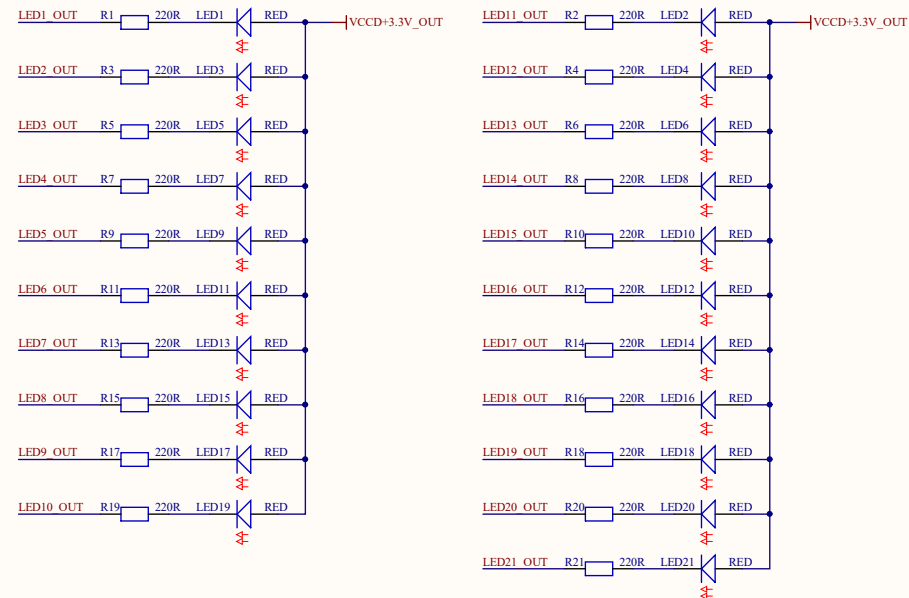 LED1_OUT R1 220R LED1 RED VCCD+3.3V_OUT
LED2_OUT R3 220R LED3 RED
LED3_OUT R5 220R LED5 RED
LED4_OUT R7 220R LED7 RED
LED5_OUT R9 220R LED9 RED
LED6_OUT R11 220R LED11 RED
LED7_OUT R13 220R LED13 RED
LED8_OUT R15 220R LED15 RED
LED9_OUT R17 220R LED17 RED
LED10_OUT R19 220R LED19 RED
LED11_OUT R2 220R LED2 RED VCCD+3.3V_OUT
LED12_OUT R4 220R LED4 RED
LED13_OUT R6 220R LED6 RED
LED14_OUT R8 220R LED8 RED
LED15_OUT R10 220R LED10 RED
LED16_OUT R12 220R LED12 RED
LED17_OUT R14 220R LED14 RED
LED18_OUT R16 220R LED16 RED
LED19_OUT R18 220R LED18 RED
LED20_OUT R20 220R LED20 RED
LED21_OUT R21 220R LED21 RED